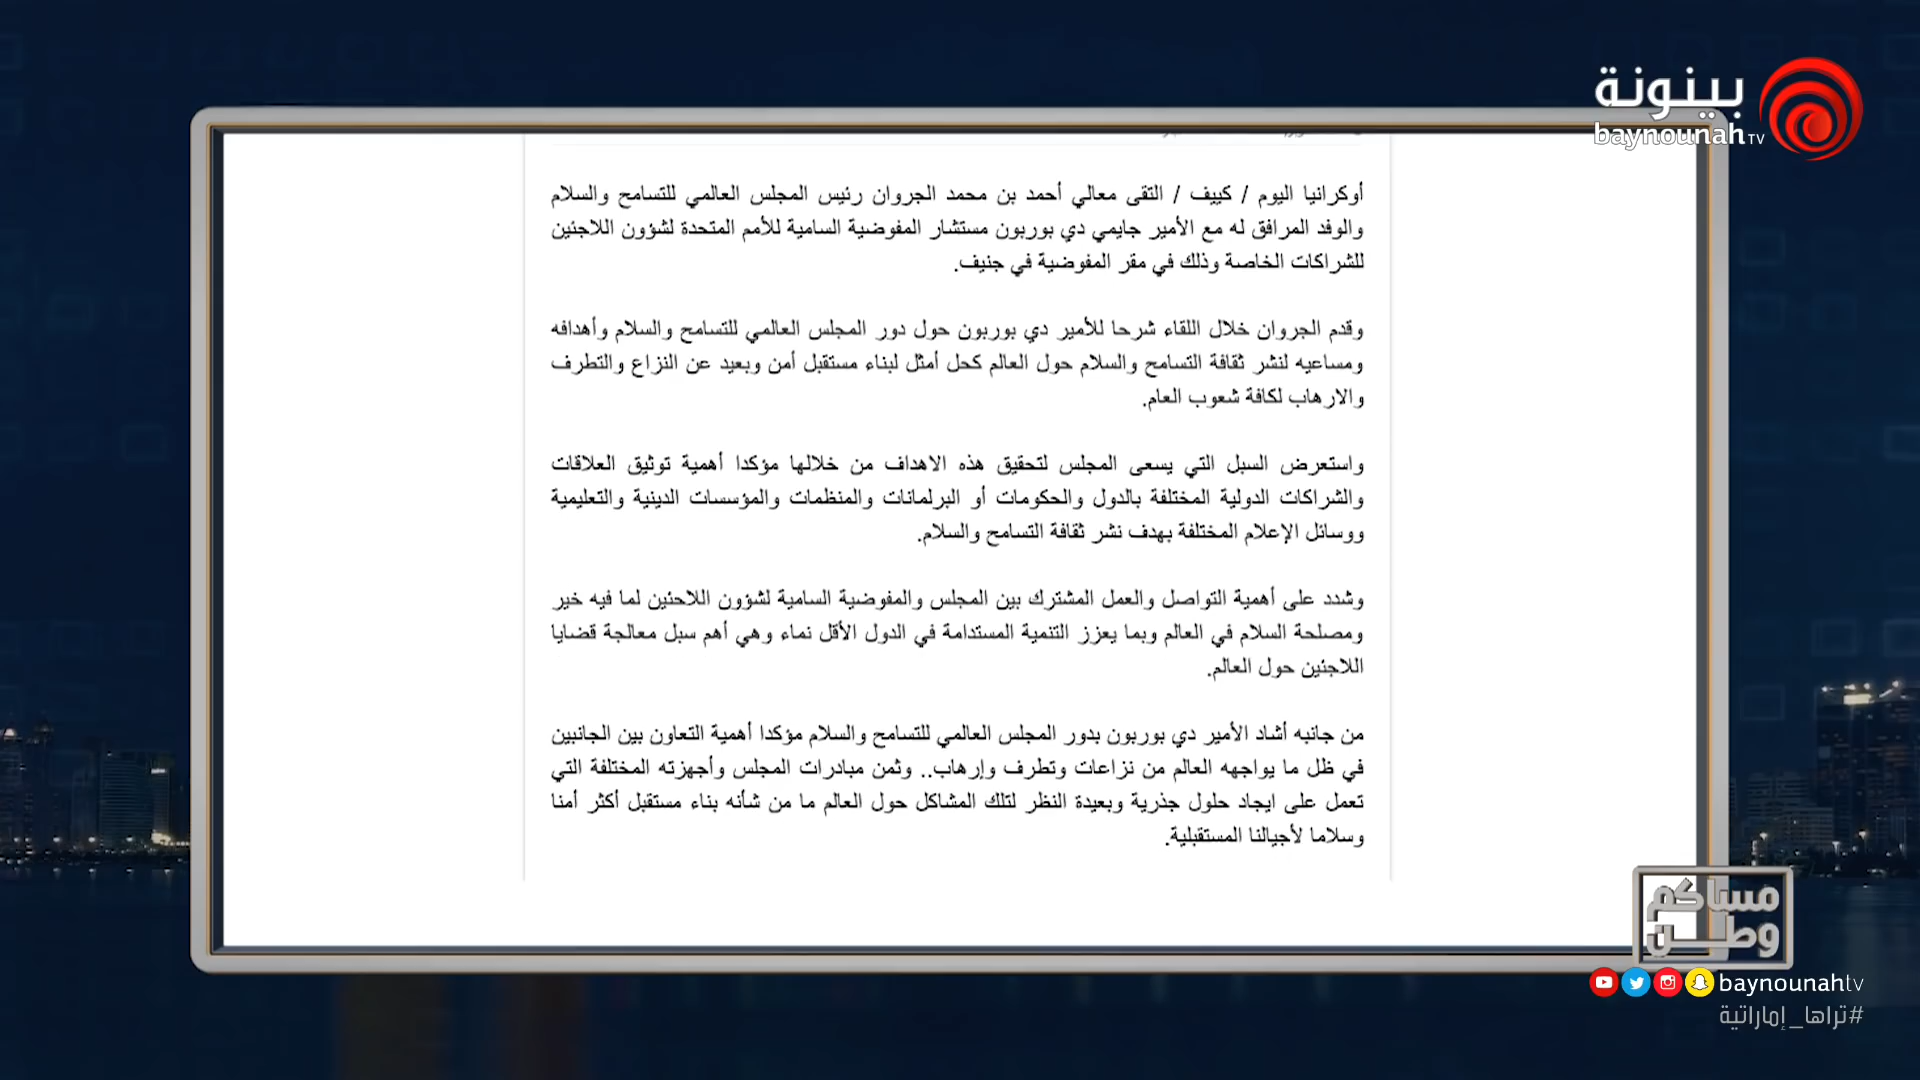 بينونة
baynounah TV
أوكرانيا اليوم / كييف / التقى معالي أحمد بن محمد الجروان رئيس المجلس العالمي للتسامح والسلام
والوفد المرافق له مع الأمير جايمي دي بوربون مستشار المفوضية السامية للأمم المتحدة لشؤون اللاجئين
للشراكات الخاصة وذلك في مقر المفوضية في جنيف.
وقدم الجروان خلال اللقاء شرحا للأمير دي بوربون حول دور المجلس العالمي للتسامح والسلام وأهدافه
ومساعيه لنشر ثقافة التسامح والسلام حول العالم كحل أمثل لبناء مستقبل أمن وبعيد عن النزاع والتطرف
والارهاب لكافة شعوب العام.
واستعرض السبل التي يسعى المجلس لتحقيق هذه الاهداف من خلالها مؤكدا أهمية توثيق العلاقات
والشراكات الدولية المختلفة بالدول والحكومات أو البرلمانات والمنظمات والمؤسسات الدينية والتعليمية
ووسائل الإعلام المختلفة بهدف نشر ثقافة التسامح والسلام.
وشدد على أهمية التواصل والعمل المشترك بين المجلس والمفوضية السامية لشؤون اللاحئين لما فيه خير
ومصلحة السلام في العالم وبما يعزز التنمية المستدامة في الدول الأقل نماء وهي أهم سبل معالجة قضايا
اللاجئين حول العالم.
من جانبه أشاد الأمير دي بوربون بدور المجلس العالمي للتسامح والسلام مؤكدا أهمية التعاون بين الجانبين
في ظل ما يواجهه العالم من نزاعات وتطرف وإرهاب.. وثمن مبادرات المجلس وأجهزته المختلفة التي
تعمل على ايجاد حلول جذرية وبعيدة النظر لتلك المشاكل حول العالم ما من شأنه بناء مستقبل أكثر أمنا
وسلاما لأجيالنا المستقبلية.
مساكم
وطن
baynounahtv
#تراها_إماراتية